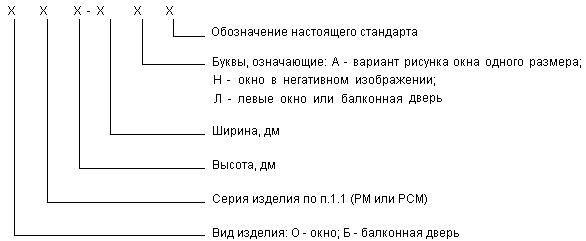 Х Х Х - Х Х Х
Обозначение настоящего стандарта
Буквы, означающие: А - вариант рисунка окна одного размера;
Н - окно в негативном изображении;
Л - левые окно или балконная дверь
Ширина, дм
Высота, дм
Серия изделия по п.1.1 (РМ или РСМ)
Вид изделия: О - окно; Б - балконная дверь